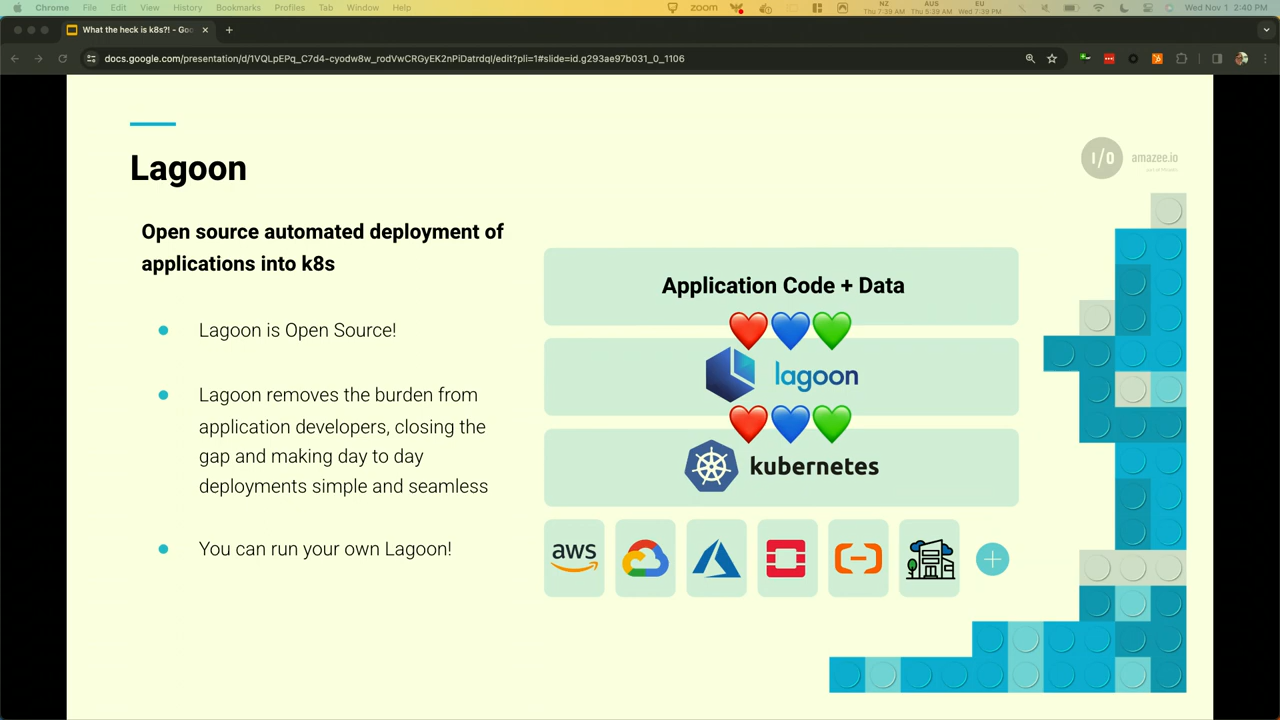 Chrome File Edit View History Bookmarks Profiles Tab Window Help
zoom
NZ
Thu 7:39 AM
AUS
Thu 5:39 AM
EU
Wed 7:39 PM
Wed Nov 1 2:40 PM
What the heck is k8s?! - Goo
docs.google.com/presentation/d/1VQLpEPq_C7d4-cyodw8w_rodVwCRGyEK2nPiDatrdqI/edit?pli=1#slide=id.g293ae97b031_0_1106
Lagoon
I/O amazee.io
Open source automated deployment of
applications into k8s
Lagoon is Open Source!
Lagoon removes the burden from
application developers, closing the
gap and making day to day
deployments simple and seamless
You can run your own Lagoon!
Application Code + Data
lagoon
kubernetes
aws